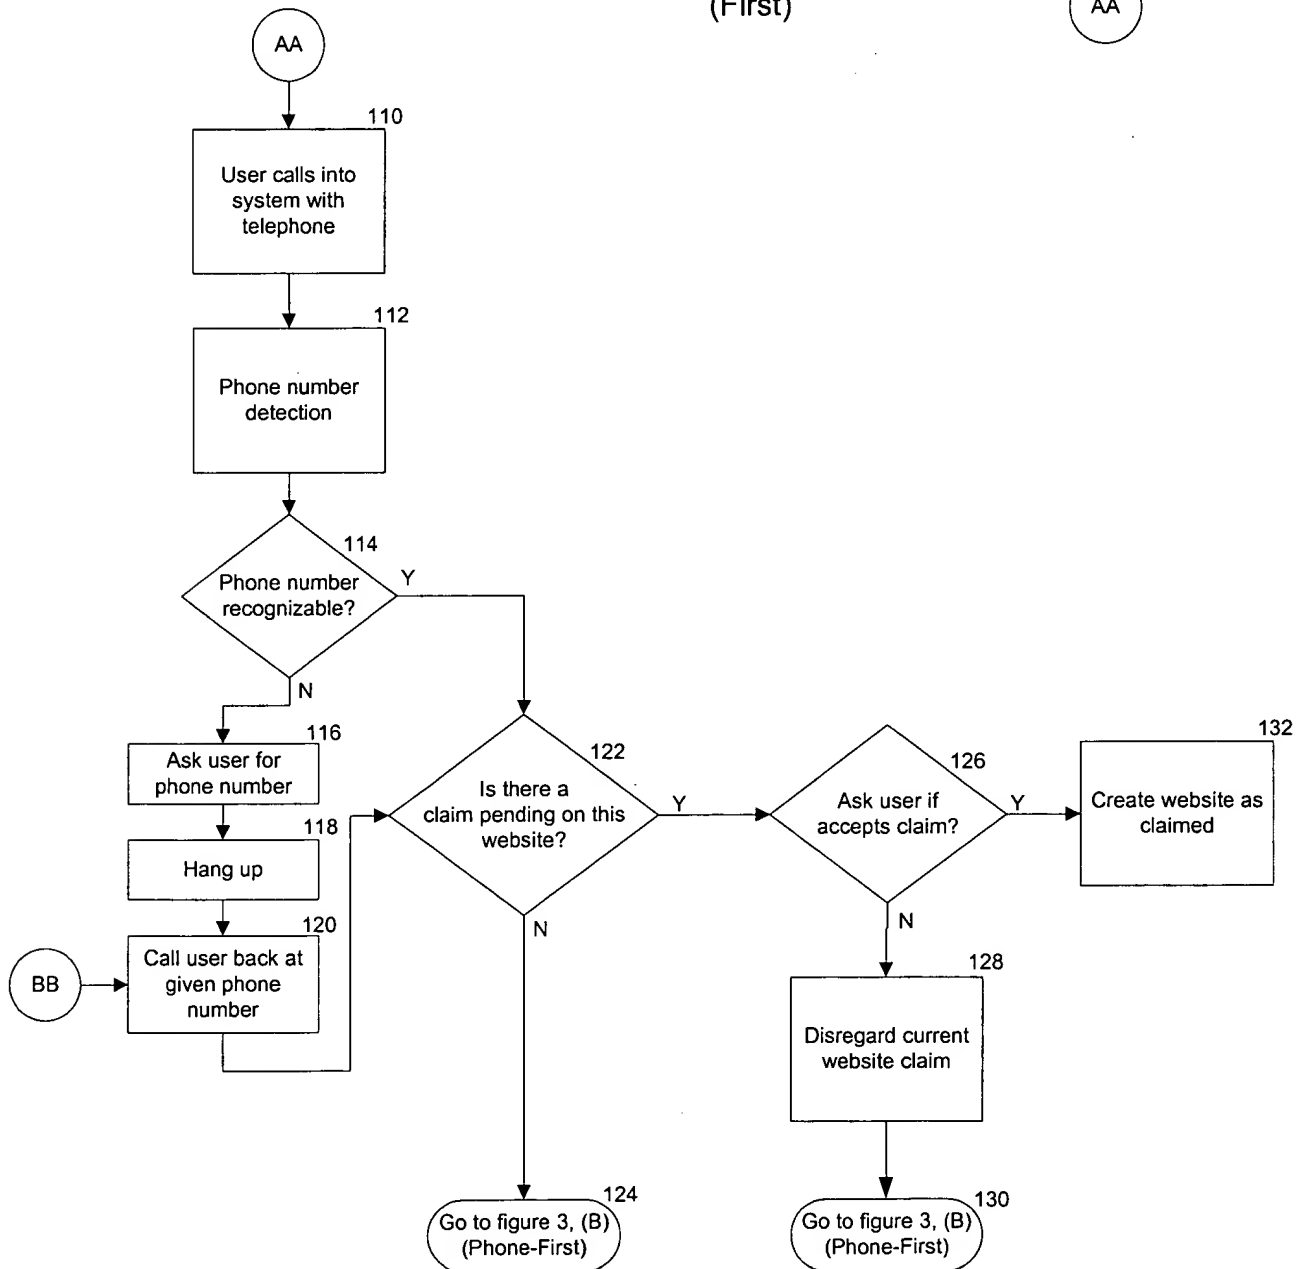 (First)
AA
AA
110
User calls into
system with
telephone
112
Phone number
detection
114
Phone number
recognizable?
Y
N
116
Ask user for
phone number
118
Hang up
120
Call user back at
given phone
number
BB
122
Is there a
claim pending on this
website?
Y
N
124
Go to figure 3, (B)
(Phone-First)
126
Ask user if
accepts claim?
Y
N
128
Disregard current
website claim
130
Go to figure 3, (B)
(Phone-First)
132
Create website as
claimed